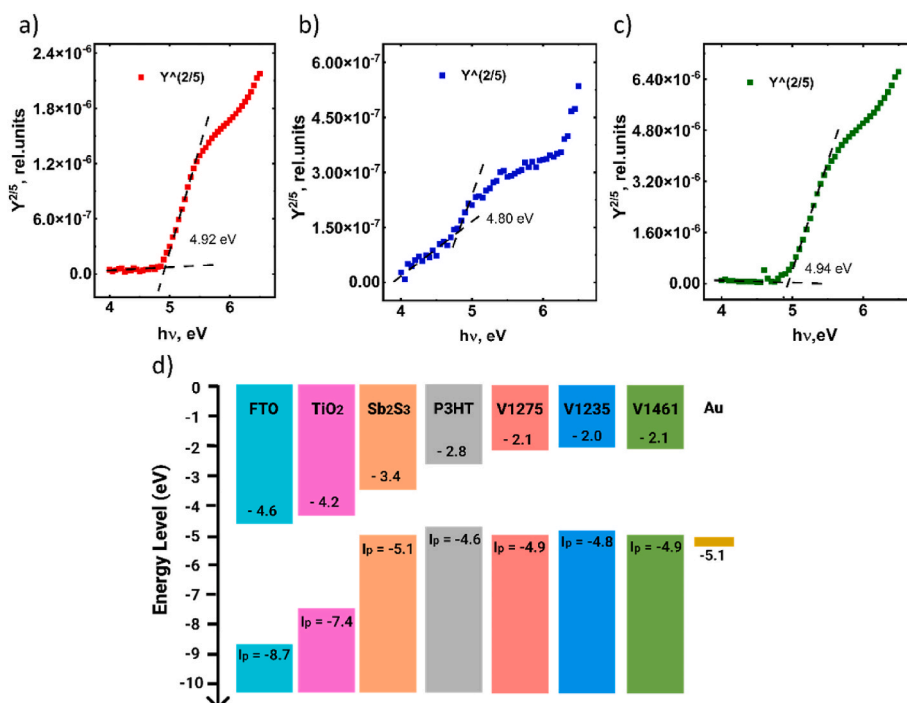 a)
2.4×10⁻⁶
1.8×10⁻⁶
1.2×10⁻⁶
6.0×10⁻⁷
0.0
Y^(2/5)
4.92 eV
Y²ᐟ⁵, rel.units
4 5 6
hν, eV
b)
6.00×10⁻⁷
4.50×10⁻⁷
3.00×10⁻⁷
1.50×10⁻⁷
0.00
Y^(2/5)
4.80 eV
Y²ᐟ⁵, rel.units
4 5 6
hν, eV
c)
6.40×10⁻⁶
4.80×10⁻⁶
3.20×10⁻⁶
1.60×10⁻⁶
0.00
Y^(2/5)
4.94 eV
Y²ᐟ⁵, rel.units
4 5 6
hν,eV
d)
Energy Level (eV)
0
-1
-2
-3
-4
-5
-6
-7
-8
-9
-10
FTO TiO₂ Sb₂S₃ P3HT V1275 V1235 V1461 Au
- 4.6 - 4.2 - 3.4 - 2.8 - 2.1 - 2.0 - 2.1
Iₚ = -8.7 Iₚ = -7.4 Iₚ = -5.1 Iₚ = -4.6 Iₚ = -4.9 Iₚ = -4.8 Iₚ = -4.9 -5.1